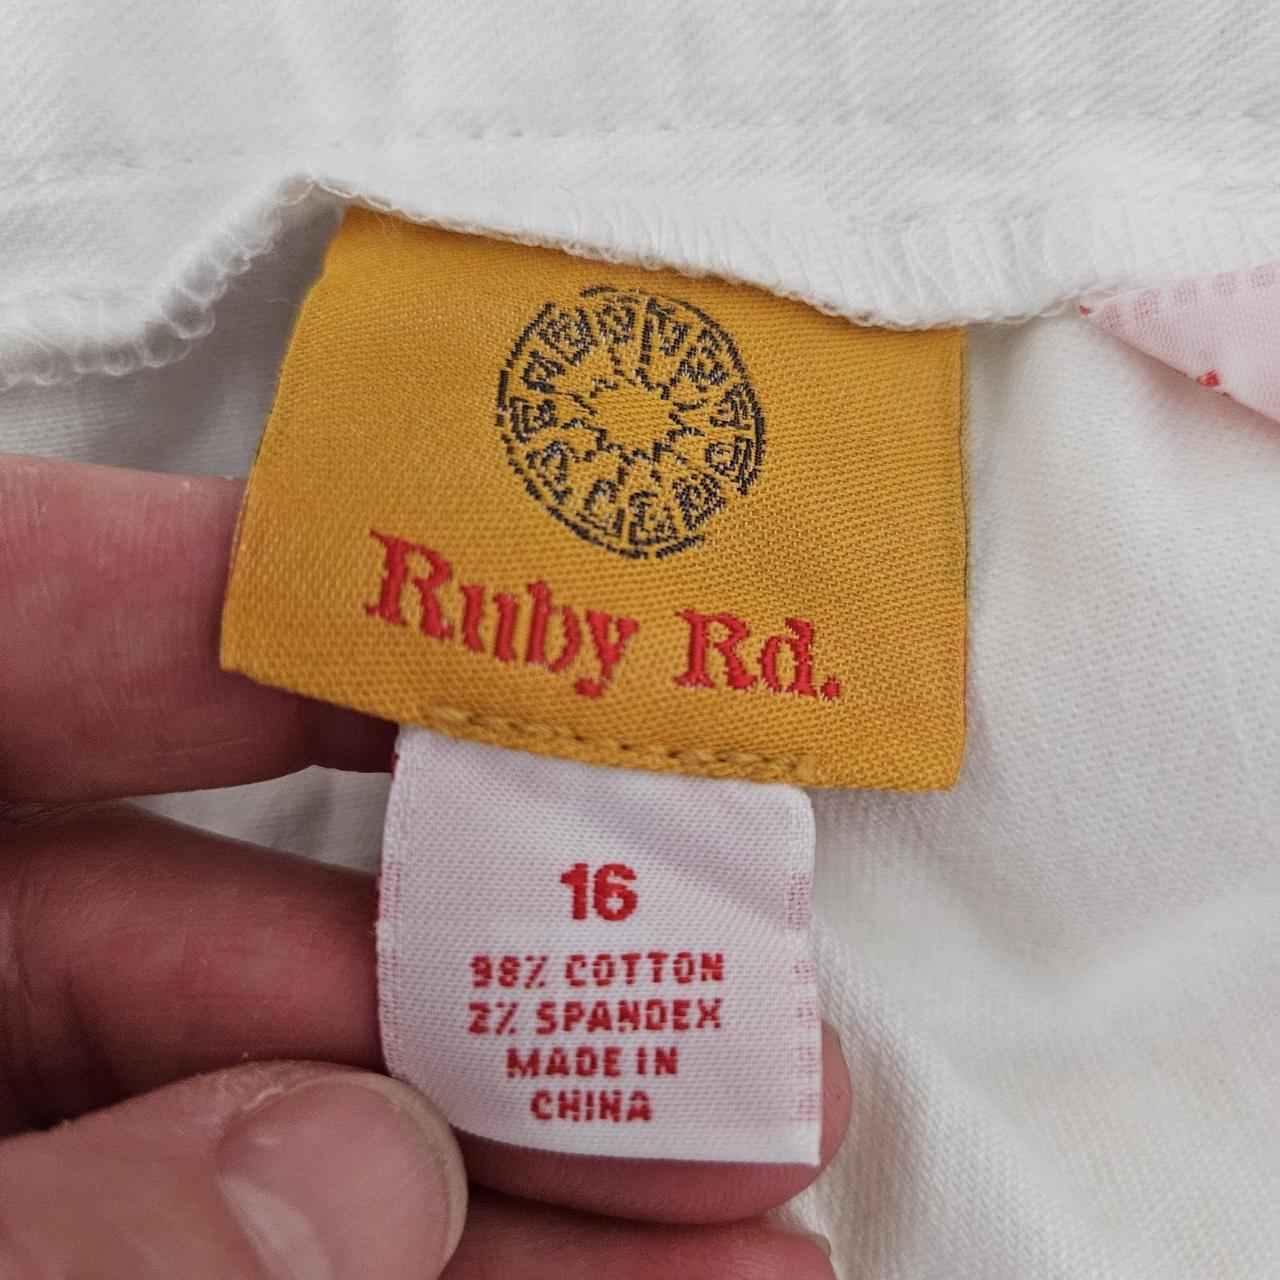 Ruby Rd.
16
98% COTTON
2% SPANDEX
MADE IN
CHINA